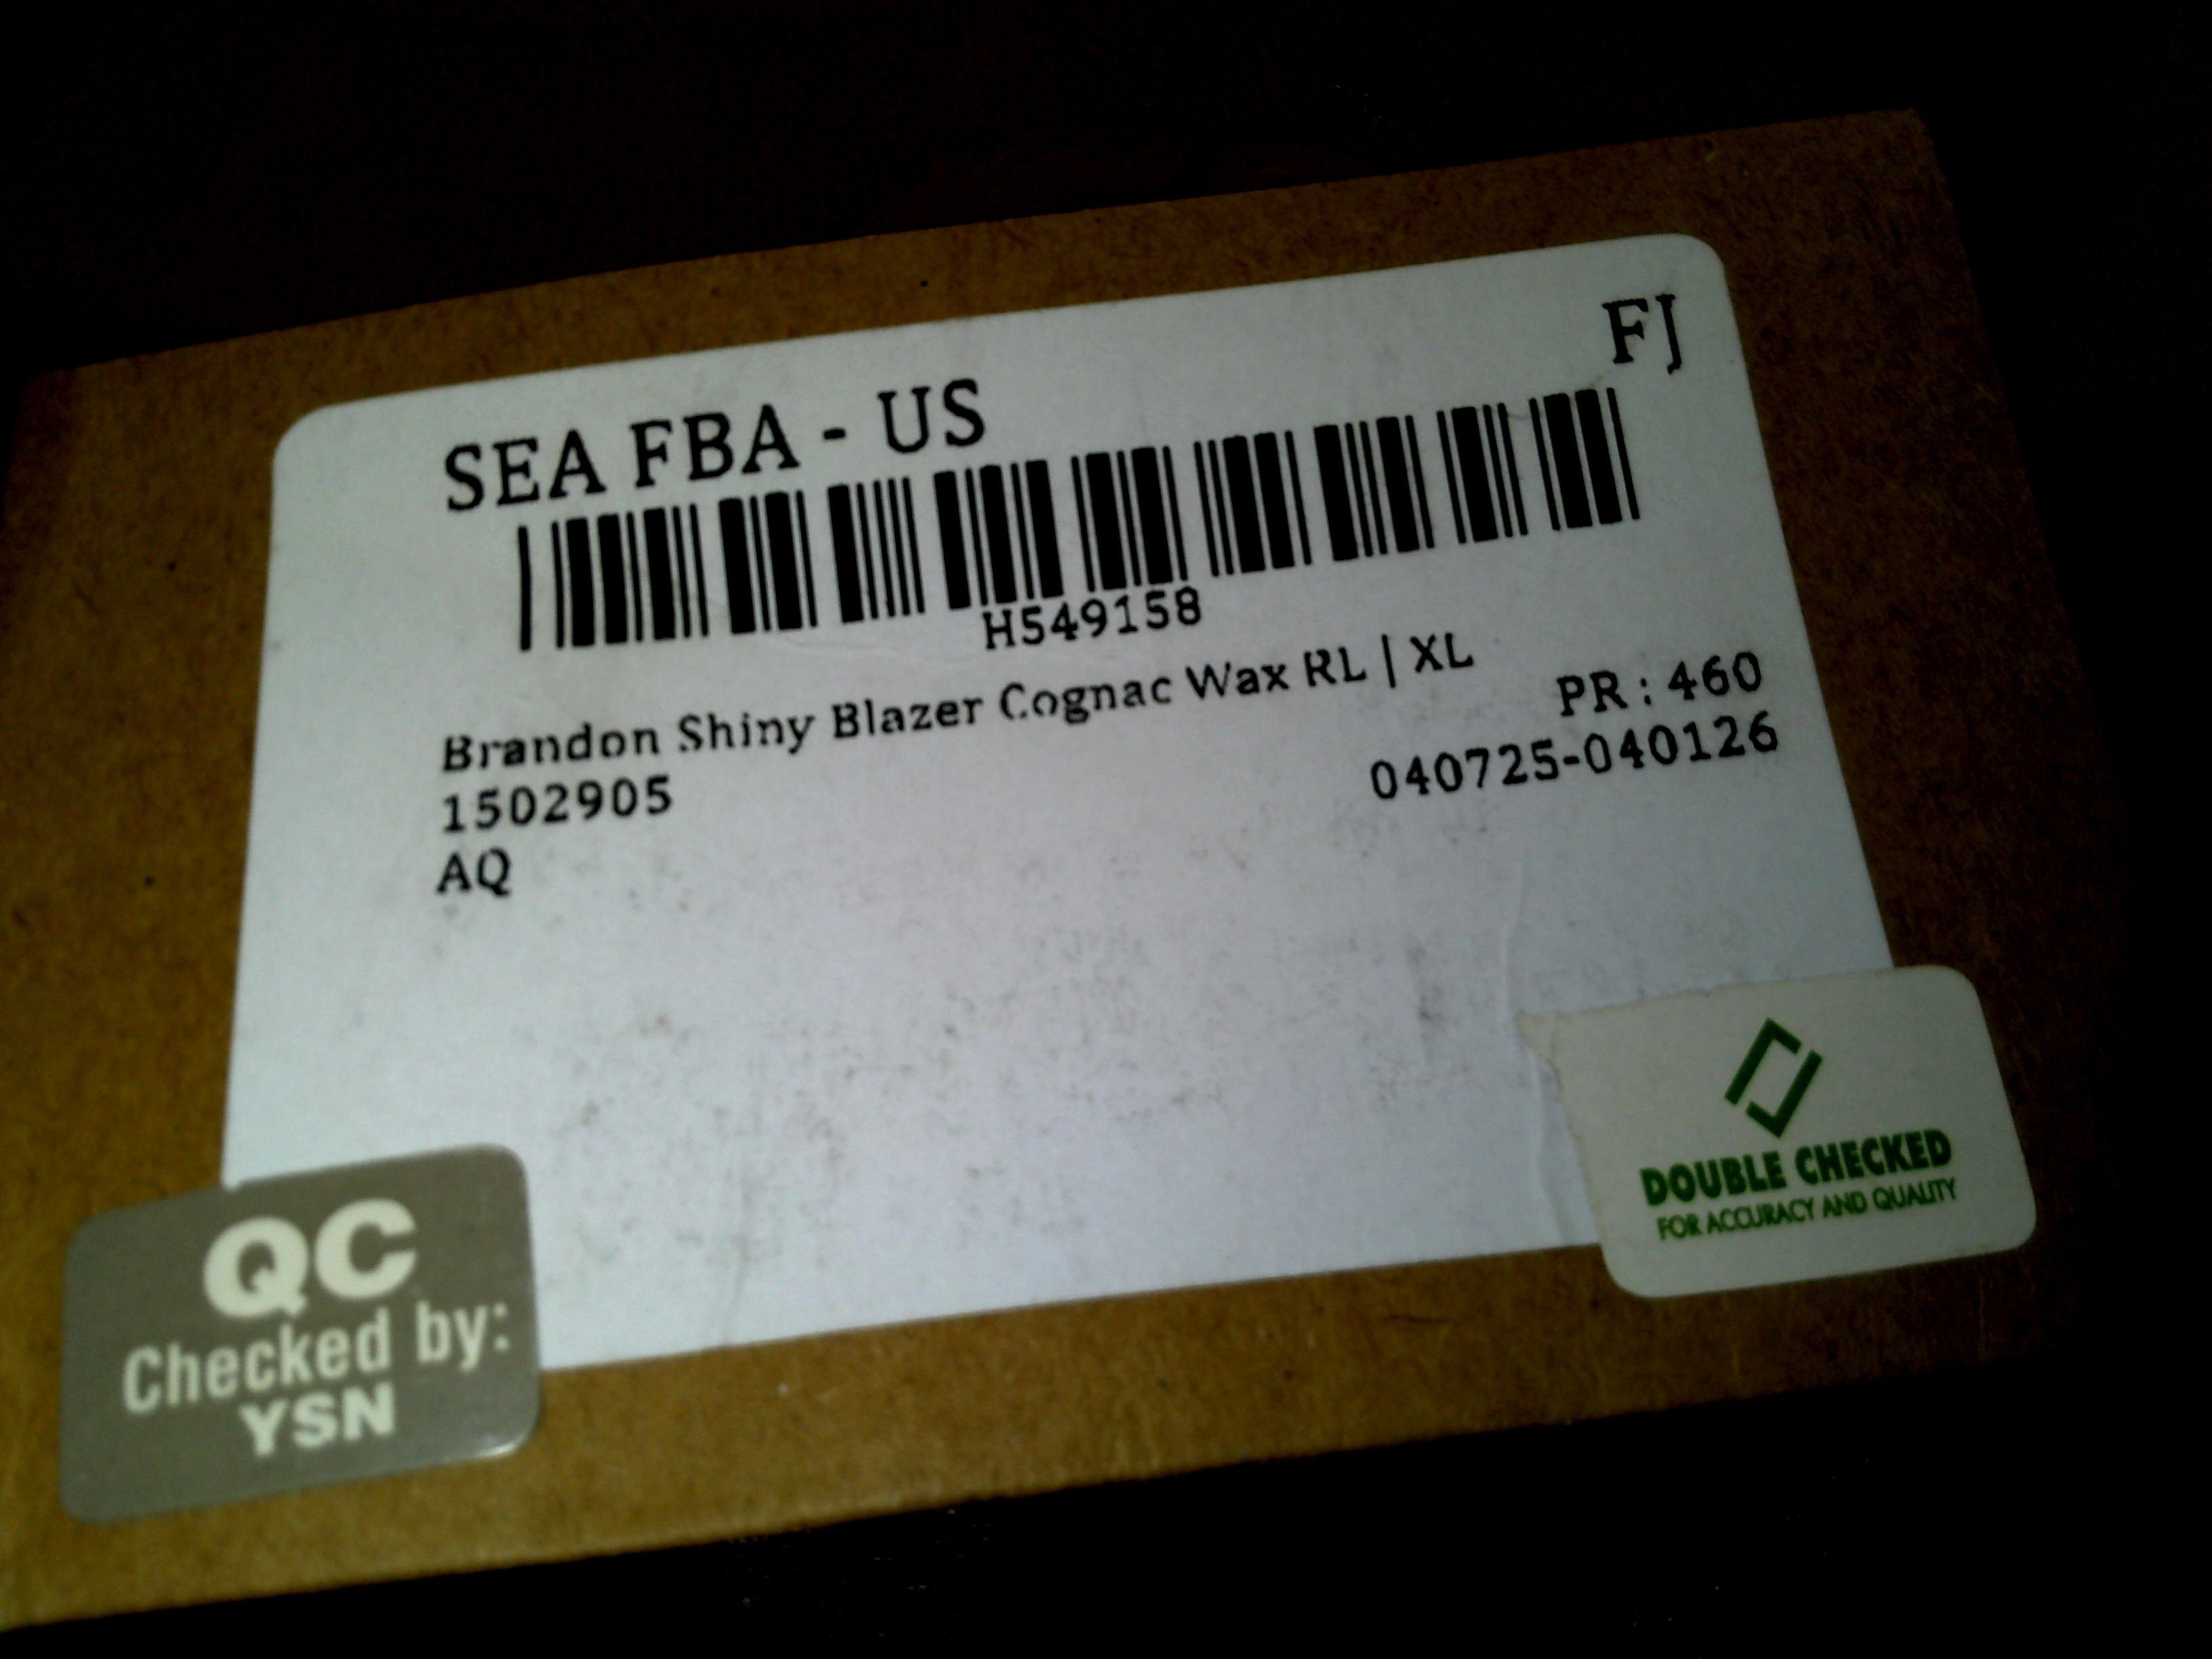 FJ
SEA FBA - US
H549158
Brandon Shiny Blazer Cognac Wax RL | XL
PR : 460
1502905
040725-040126
AQ
DOUBLE CHECKED
FOR ACCURACY AND QUALITY
QC
Checked by:
YSN